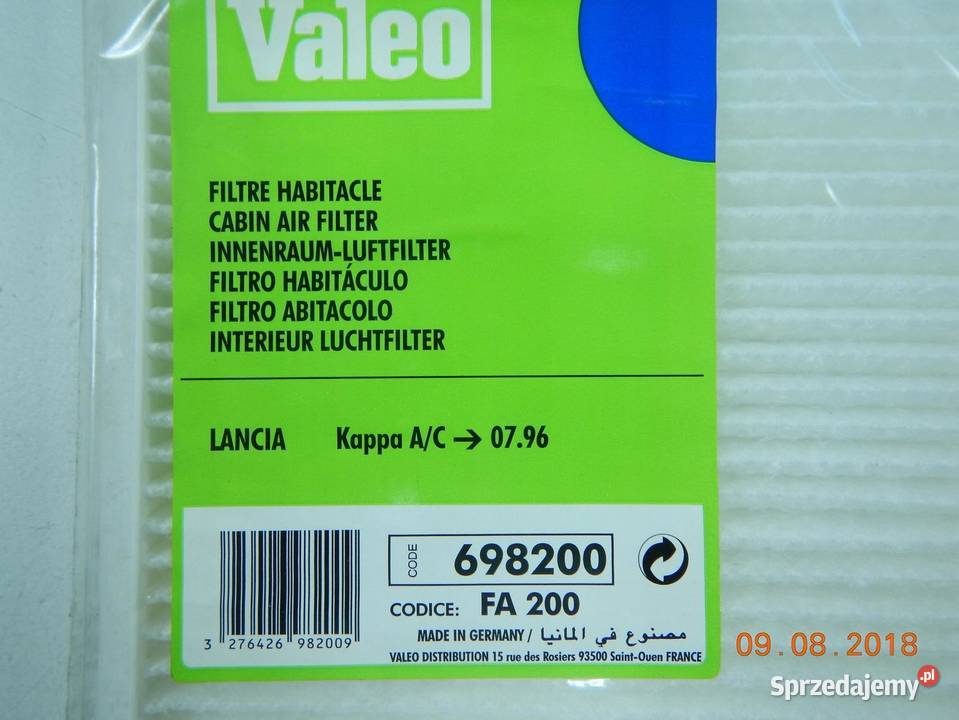 Valeo
FILTRE HABITACLE
CABIN AIR FILTER
INNENRAUM-LUFTFILTER
FILTRO HABITÁCULO
FILTRO ABITACOLO
INTERIEUR LUCHTFILTER
LANCIA Kappa A/C → 07.96
CODE 698200
CODICE: FA 200
MADE IN GERMANY / مصنوع في المانيا
VALEO DISTRIBUTION 15 rue des Rosiers 93500 Saint-Ouen FRANCE
3 276426 982009
09.08.2018
Sprzedajemy.pl